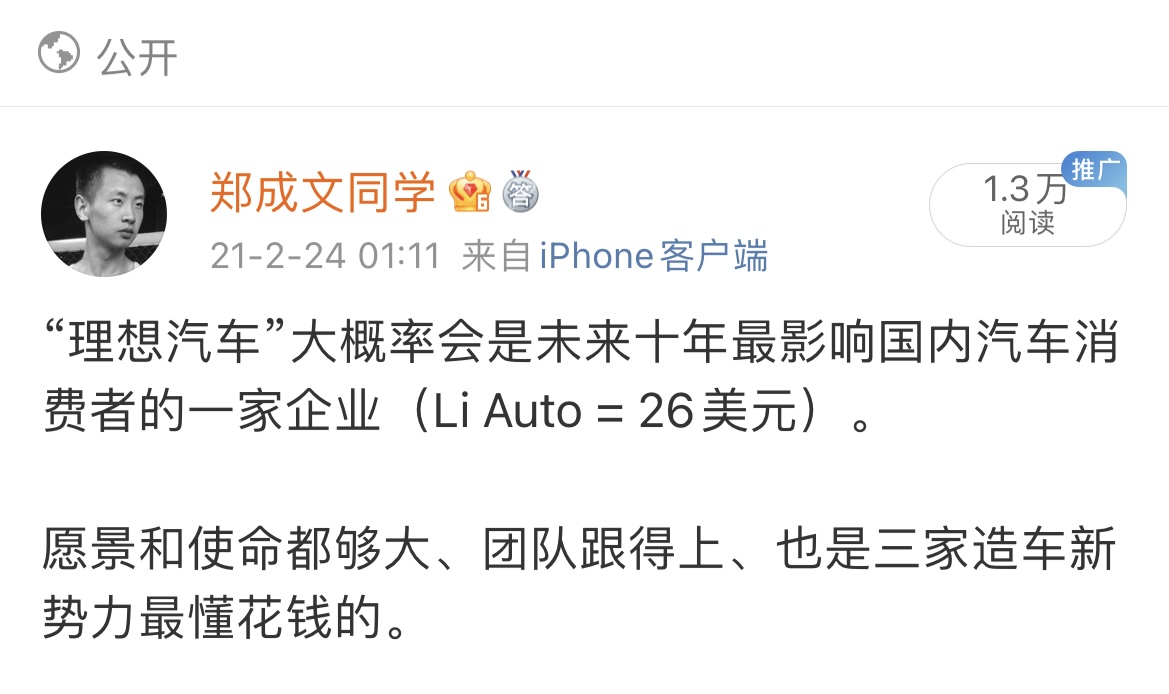 公开
郑成文同学
答
21-2-24 01:11 来自 iPhone客户端
推广
1.3万
阅读
“理想汽车”大概率会是未来十年最影响国内汽车消
费者的一家企业（Li Auto = 26美元）。
愿景和使命都够大、团队跟得上、也是三家造车新
势力最懂花钱的。